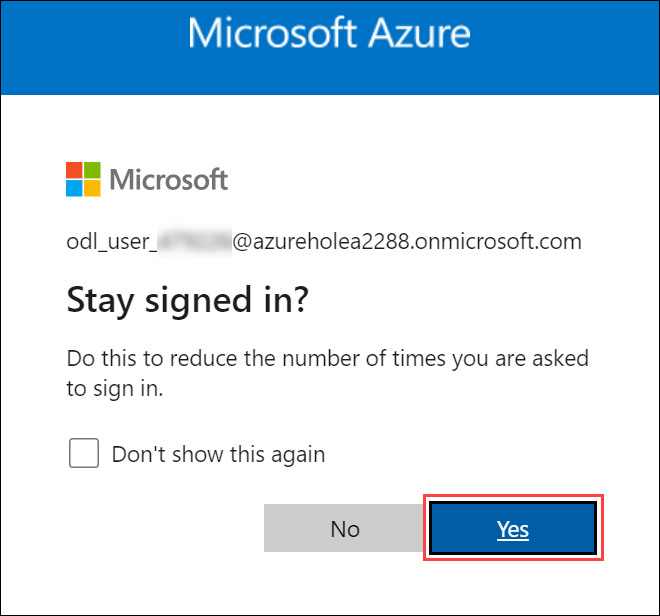 Microsoft Azure
Microsoft
odl_user_@azureholea2288.onmicrosoft.com
Stay signed in?
Do this to reduce the number of times you are asked
to sign in.
Don't show this again
No
Yes